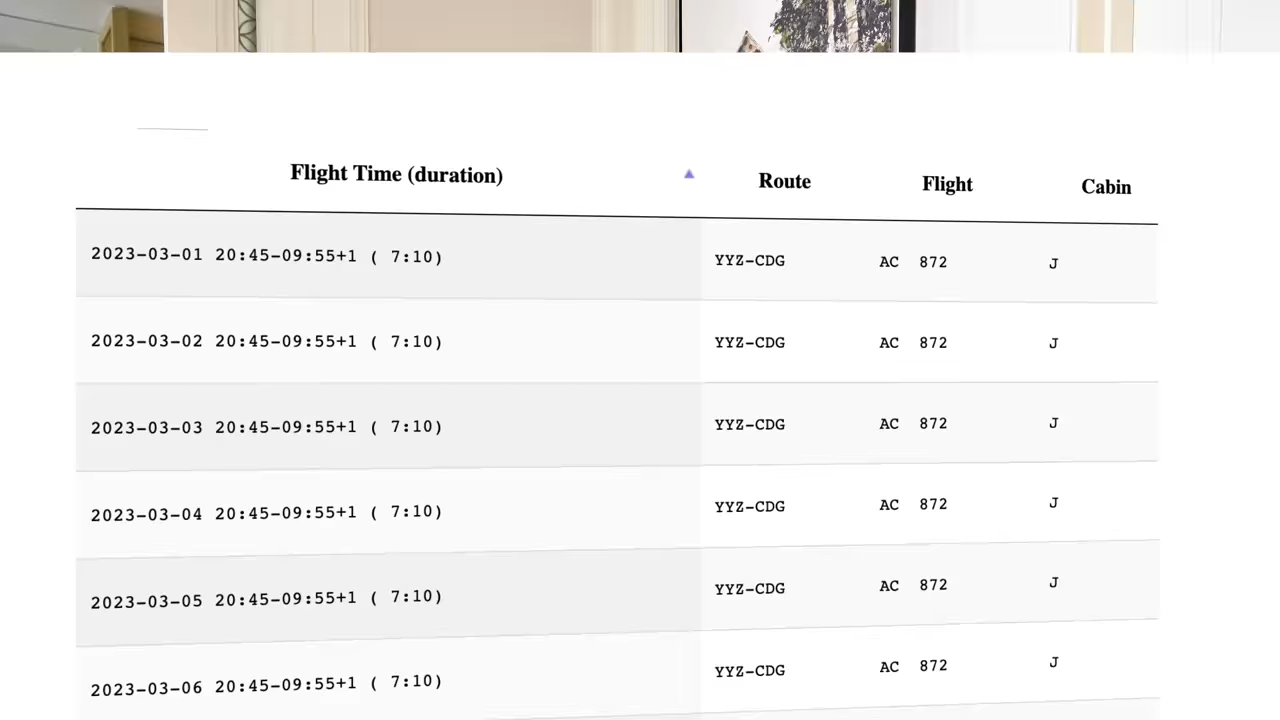 Flight Time (duration) ▲ Route Flight Cabin
2023-03-01 20:45-09:55+1 ( 7:10) YYZ-CDG AC 872 J
2023-03-02 20:45-09:55+1 ( 7:10) YYZ-CDG AC 872 J
2023-03-03 20:45-09:55+1 ( 7:10) YYZ-CDG AC 872 J
2023-03-04 20:45-09:55+1 ( 7:10) YYZ-CDG AC 872 J
2023-03-05 20:45-09:55+1 ( 7:10) YYZ-CDG AC 872 J
2023-03-06 20:45-09:55+1 ( 7:10) YYZ-CDG AC 872 J